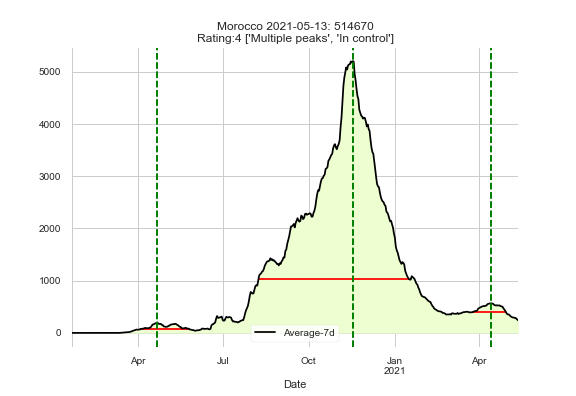 Morocco 2021-05-13: 514670
Rating:4 ['Multiple peaks', 'In control']
5000
4000
3000
2000
1000
0
Average-7d
Apr
Jul
Oct
Jan
2021
Apr
Date